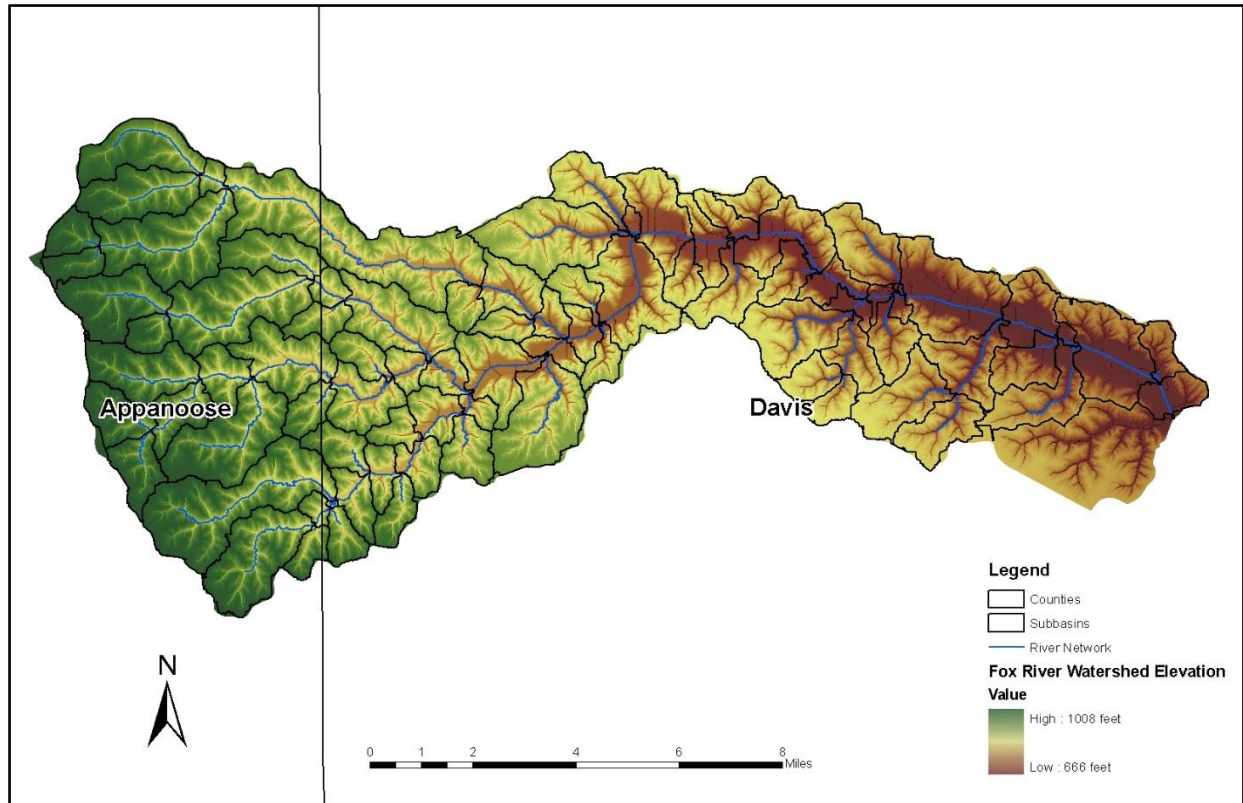 Appanoose
Davis
N
0 1 2 4 6 8
Miles
Legend
Counties
Subbasins
River Network
Fox River Watershed Elevation
Value
High : 1008 feet
Low : 666 feet